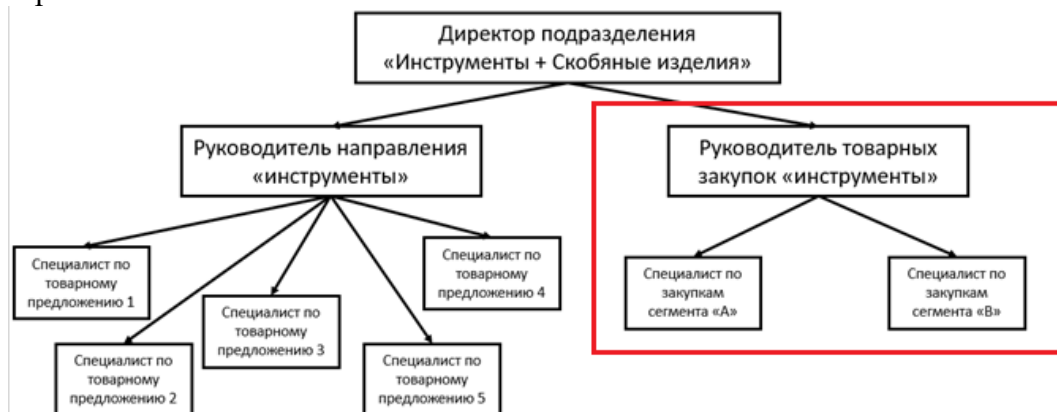 Директор подразделения
«Инструменты + Скобяные изделия»
Руководитель направления
«инструменты»
Руководитель товарных
закупок «инструменты»
Специалист по
товарному
предложению 1
Специалист по
товарному
предложению 2
Специалист по
товарному
предложению 3
Специалист по
товарному
предложению 4
Специалист по
товарному
предложению 5
Специалист по
закупкам
сегмента «А»
Специалист по
закупкам
сегмента «В»